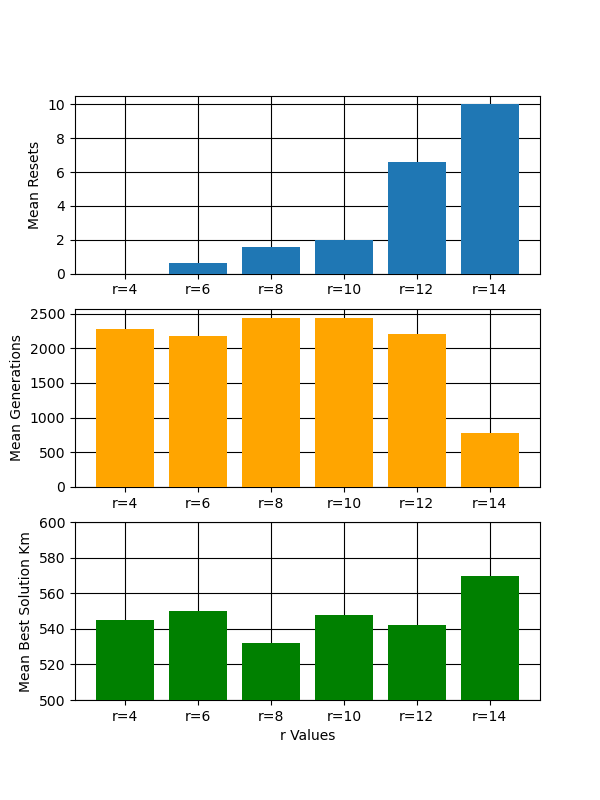 Mean Resets
10
8
6
4
2
0
r=4 r=6 r=8 r=10 r=12 r=14
Mean Generations
2500
2000
1500
1000
500
0
r=4 r=6 r=8 r=10 r=12 r=14
Mean Best Solution Km
600
580
560
540
520
500
r=4 r=6 r=8 r=10 r=12 r=14
r Values